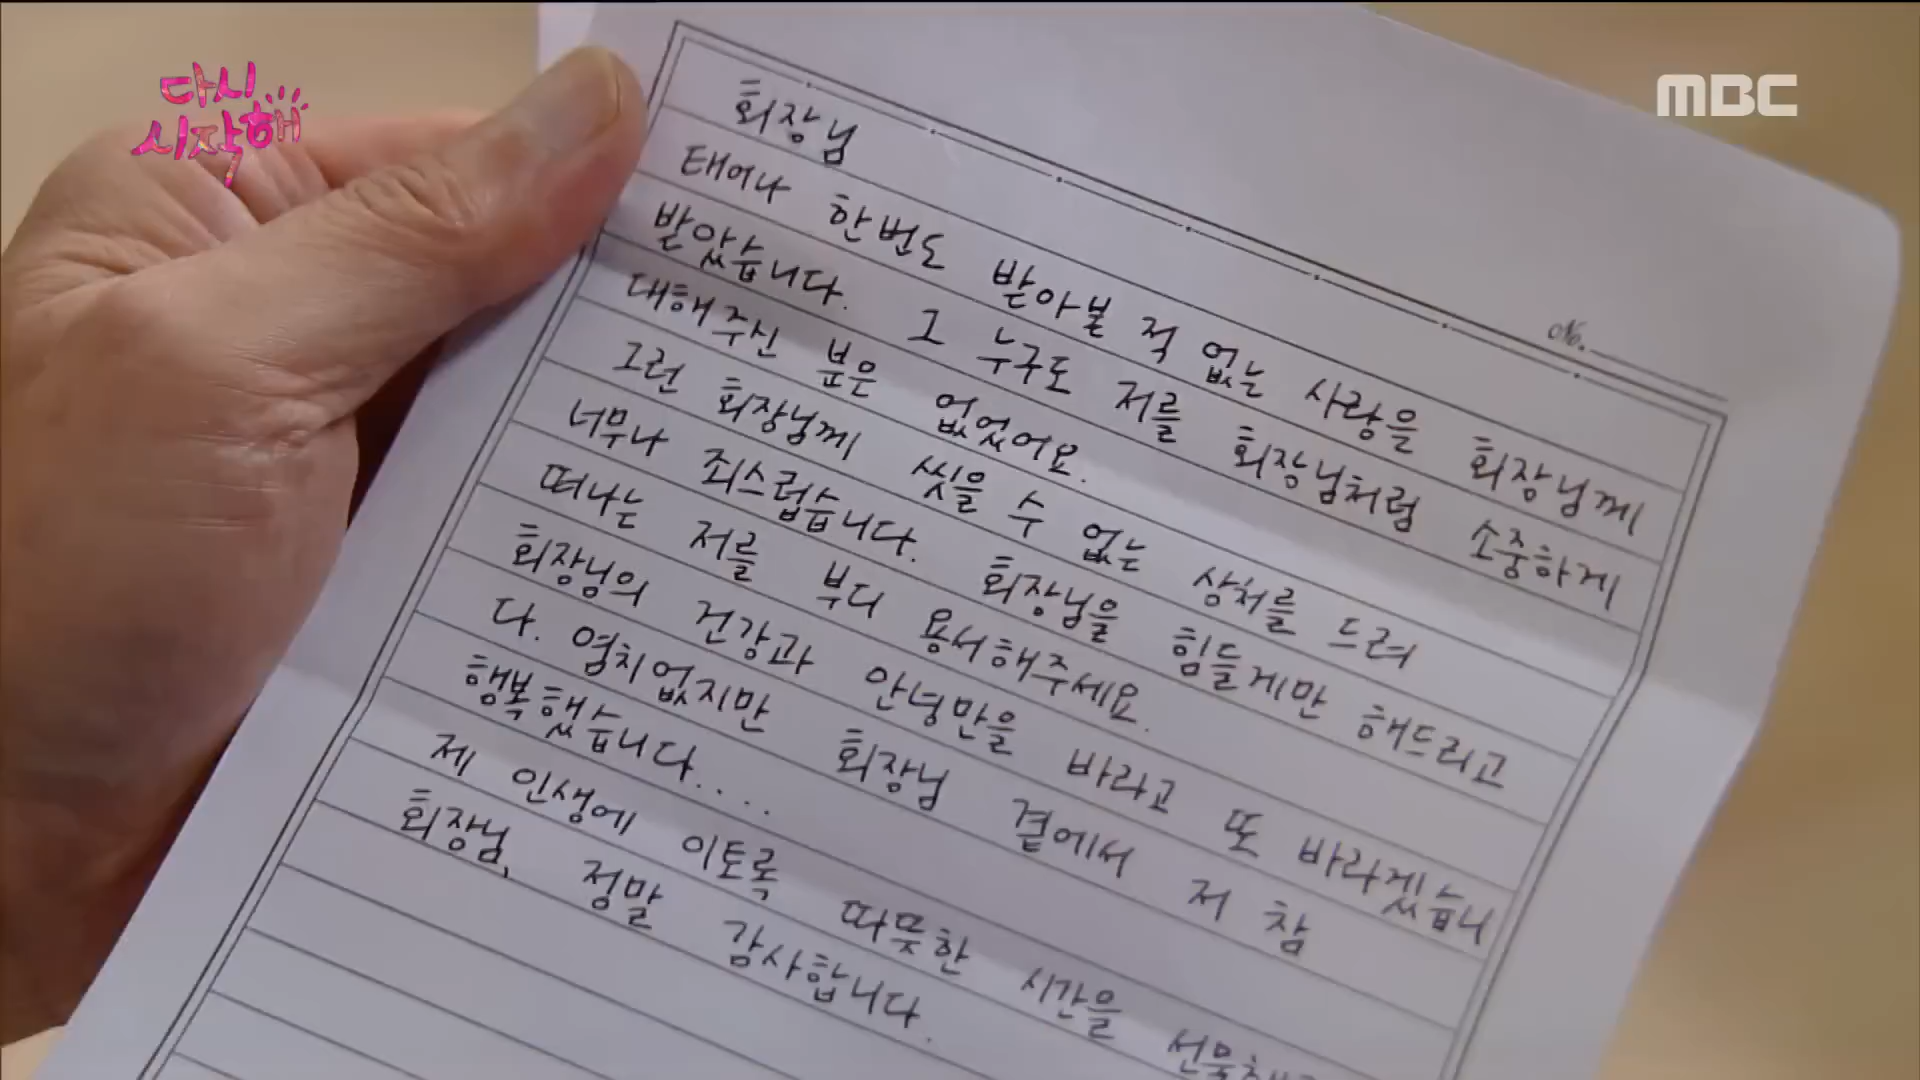 다시
시작해
MBC
No.
회장님
태어나 한번도 받아본 적 없는 사랑을 회장님께
받았습니다. 그 누구도 저를 회장님처럼 소중하게
대해주신 분은 없었어요.
그런 회장님께 씻을 수 없는 상처를 드려
너무나 죄스럽습니다. 회장님을 힘들게만 해드리고
떠나는 저를 부디 용서해주세요.
회장님의 건강과 안녕만을 바라고 또 바라겠습니
다. 염치없지만 회장님 곁에서 저 참
행복했습니다....
제 인생에 이토록 따뜻한 시간을
회장님, 정말 감사합니다.